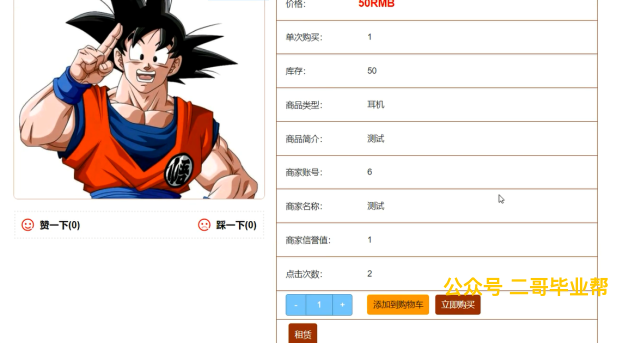 价格： 50RMB
单次购买： 1
库存： 50
商品类型： 耳机
商品简介： 测试
商家账号： 6
商家名称： 测试
商家信誉值： 1
点击次数： 2
- 1 + 添加到购物车 立即购买
租赁
悟
赞一下(0) 踩一下(0)
公众号 二哥毕业帮